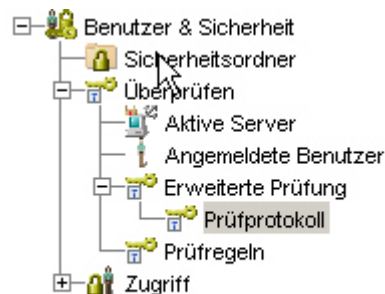 Benutzer & Sicherheit
Sicherheitsordner
Überprüfen
Aktive Server
Angemeldete Benutzer
Erweiterte Prüfung
Prüfprotokoll
Prüfregeln
Zugriff